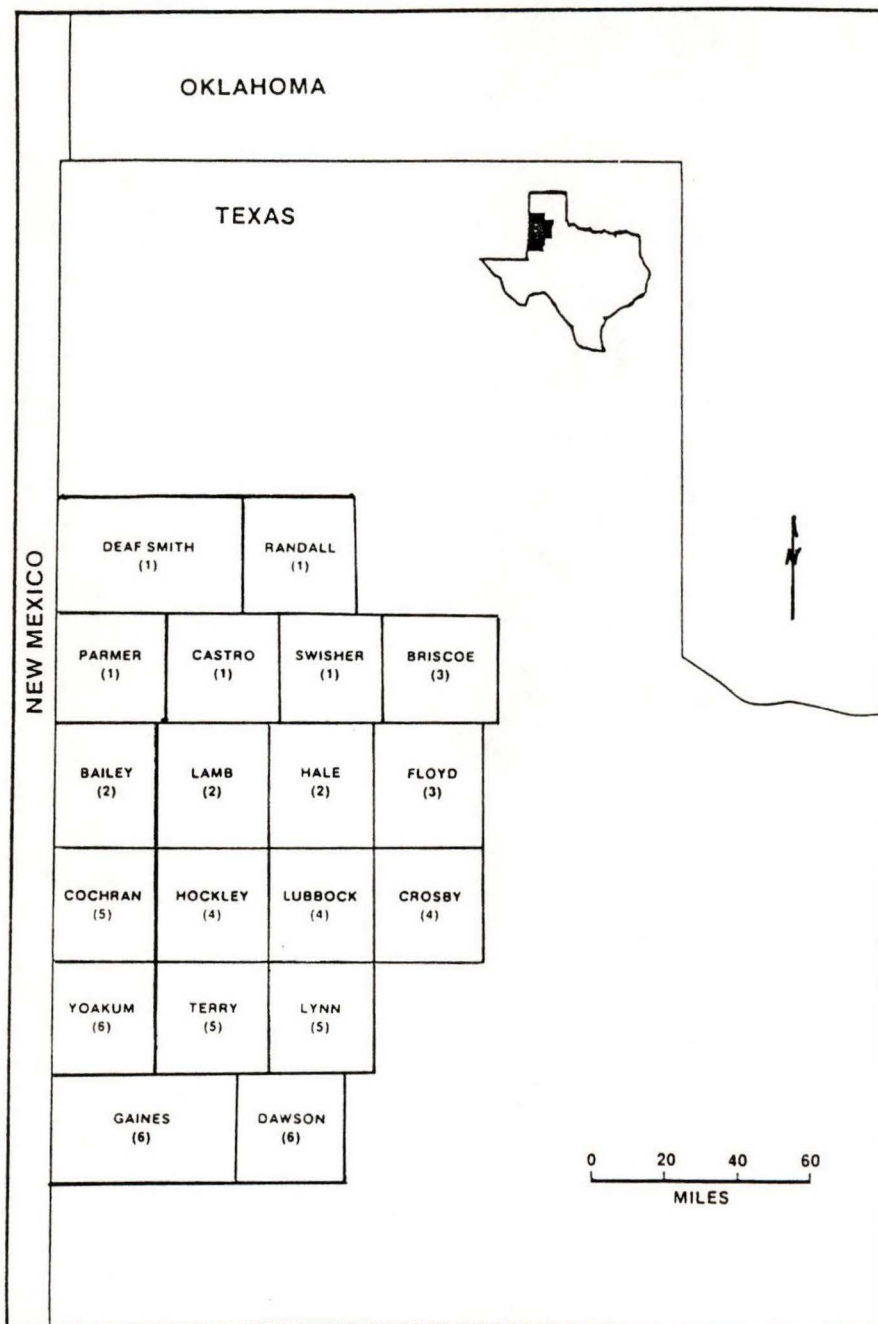 OKLAHOMA
TEXAS
NEW MEXICO
N
DEAF SMITH
(1)
RANDALL
(1)
PARMER
(1)
CASTRO
(1)
SWISHER
(1)
BRISCOE
(3)
BAILEY
(2)
LAMB
(2)
HALE
(2)
FLOYD
(3)
COCHRAN
(5)
HOCKLEY
(4)
LUBBOCK
(4)
CROSBY
(4)
YOAKUM
(6)
TERRY
(5)
LYNN
(5)
GAINES
(6)
DAWSON
(6)
0 20 40 60
MILES